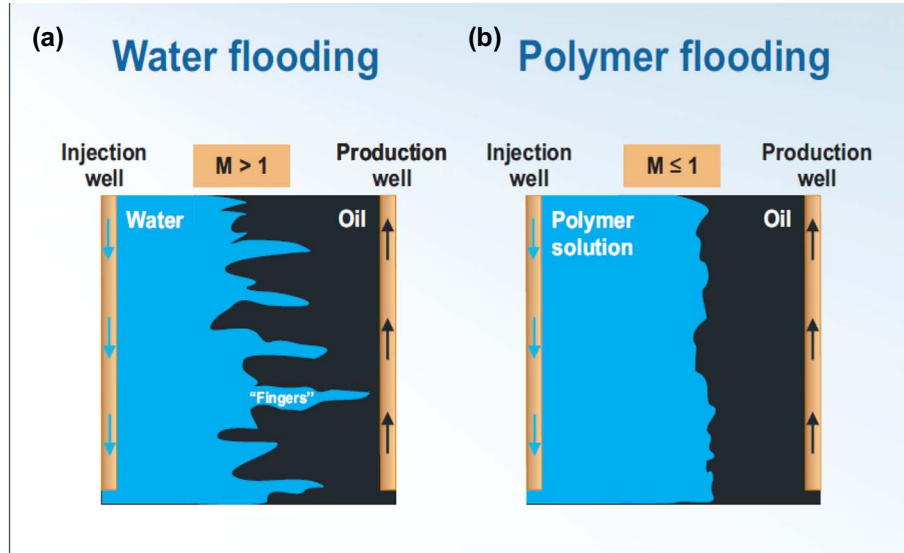 (a)
Water flooding
Injection
well
M > 1
Production
well
Water
Oil
"Fingers"
(b)
Polymer flooding
Injection
well
M ≤ 1
Production
well
Polymer
solution
Oil